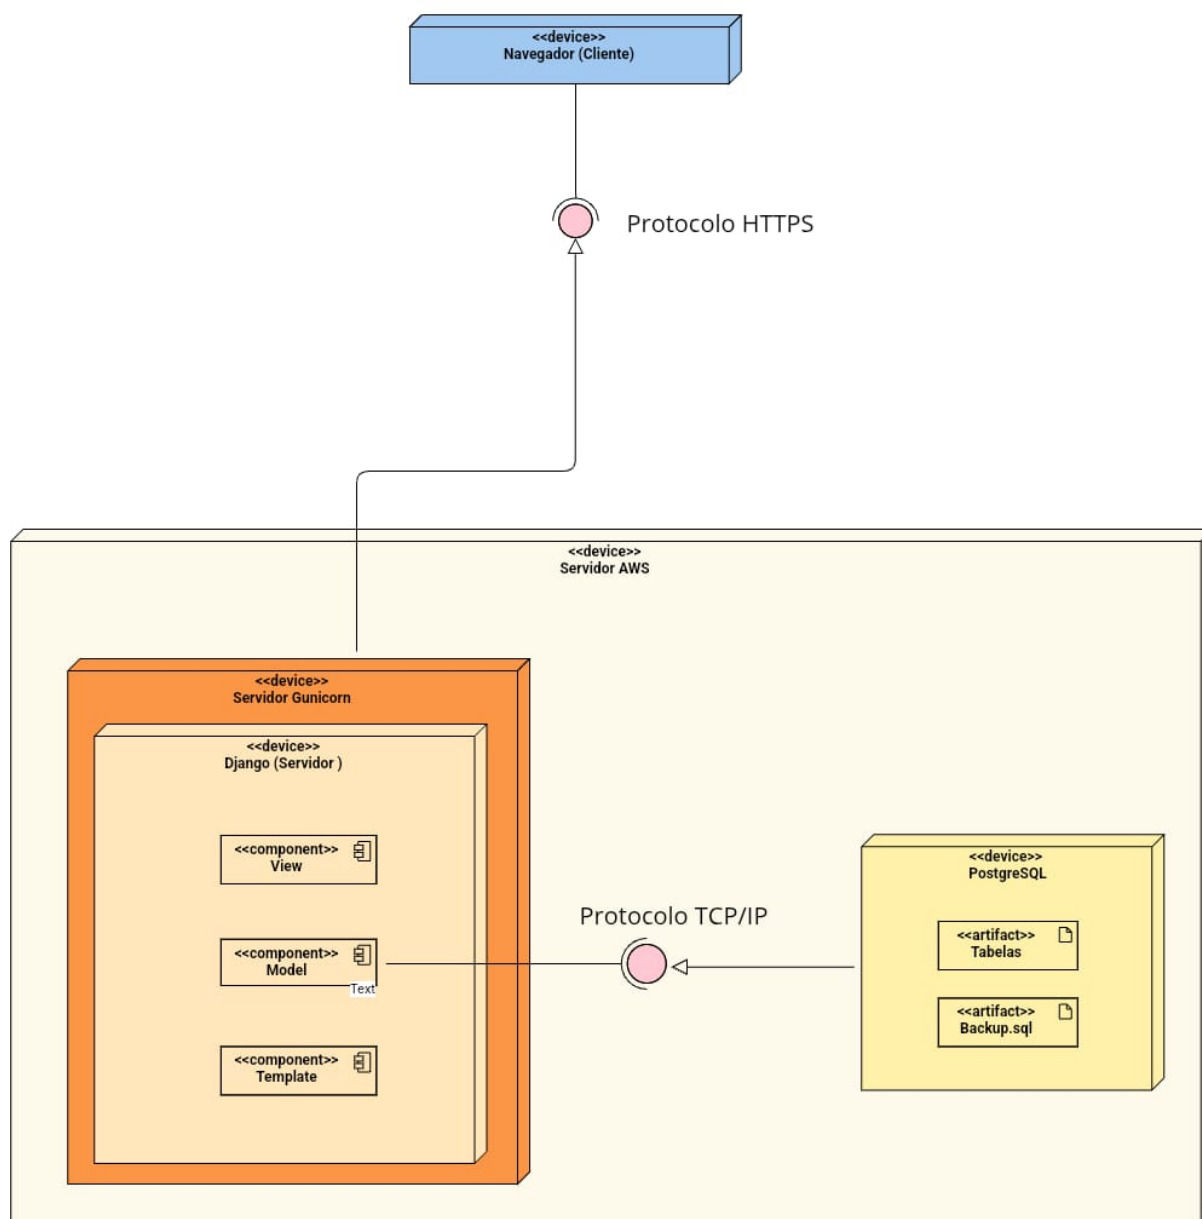 <<device>>
Navegador (Cliente)
Protocolo HTTPS
<<device>>
Servidor AWS
<<device>>
Servidor Gunicorn
<<device>>
Django (Servidor )
<<component>>
View
<<component>>
Model
Text
<<component>>
Template
Protocolo TCP/IP
<<device>>
PostgreSQL
<<artifact>>
Tabelas
<<artifact>>
Backup.sql